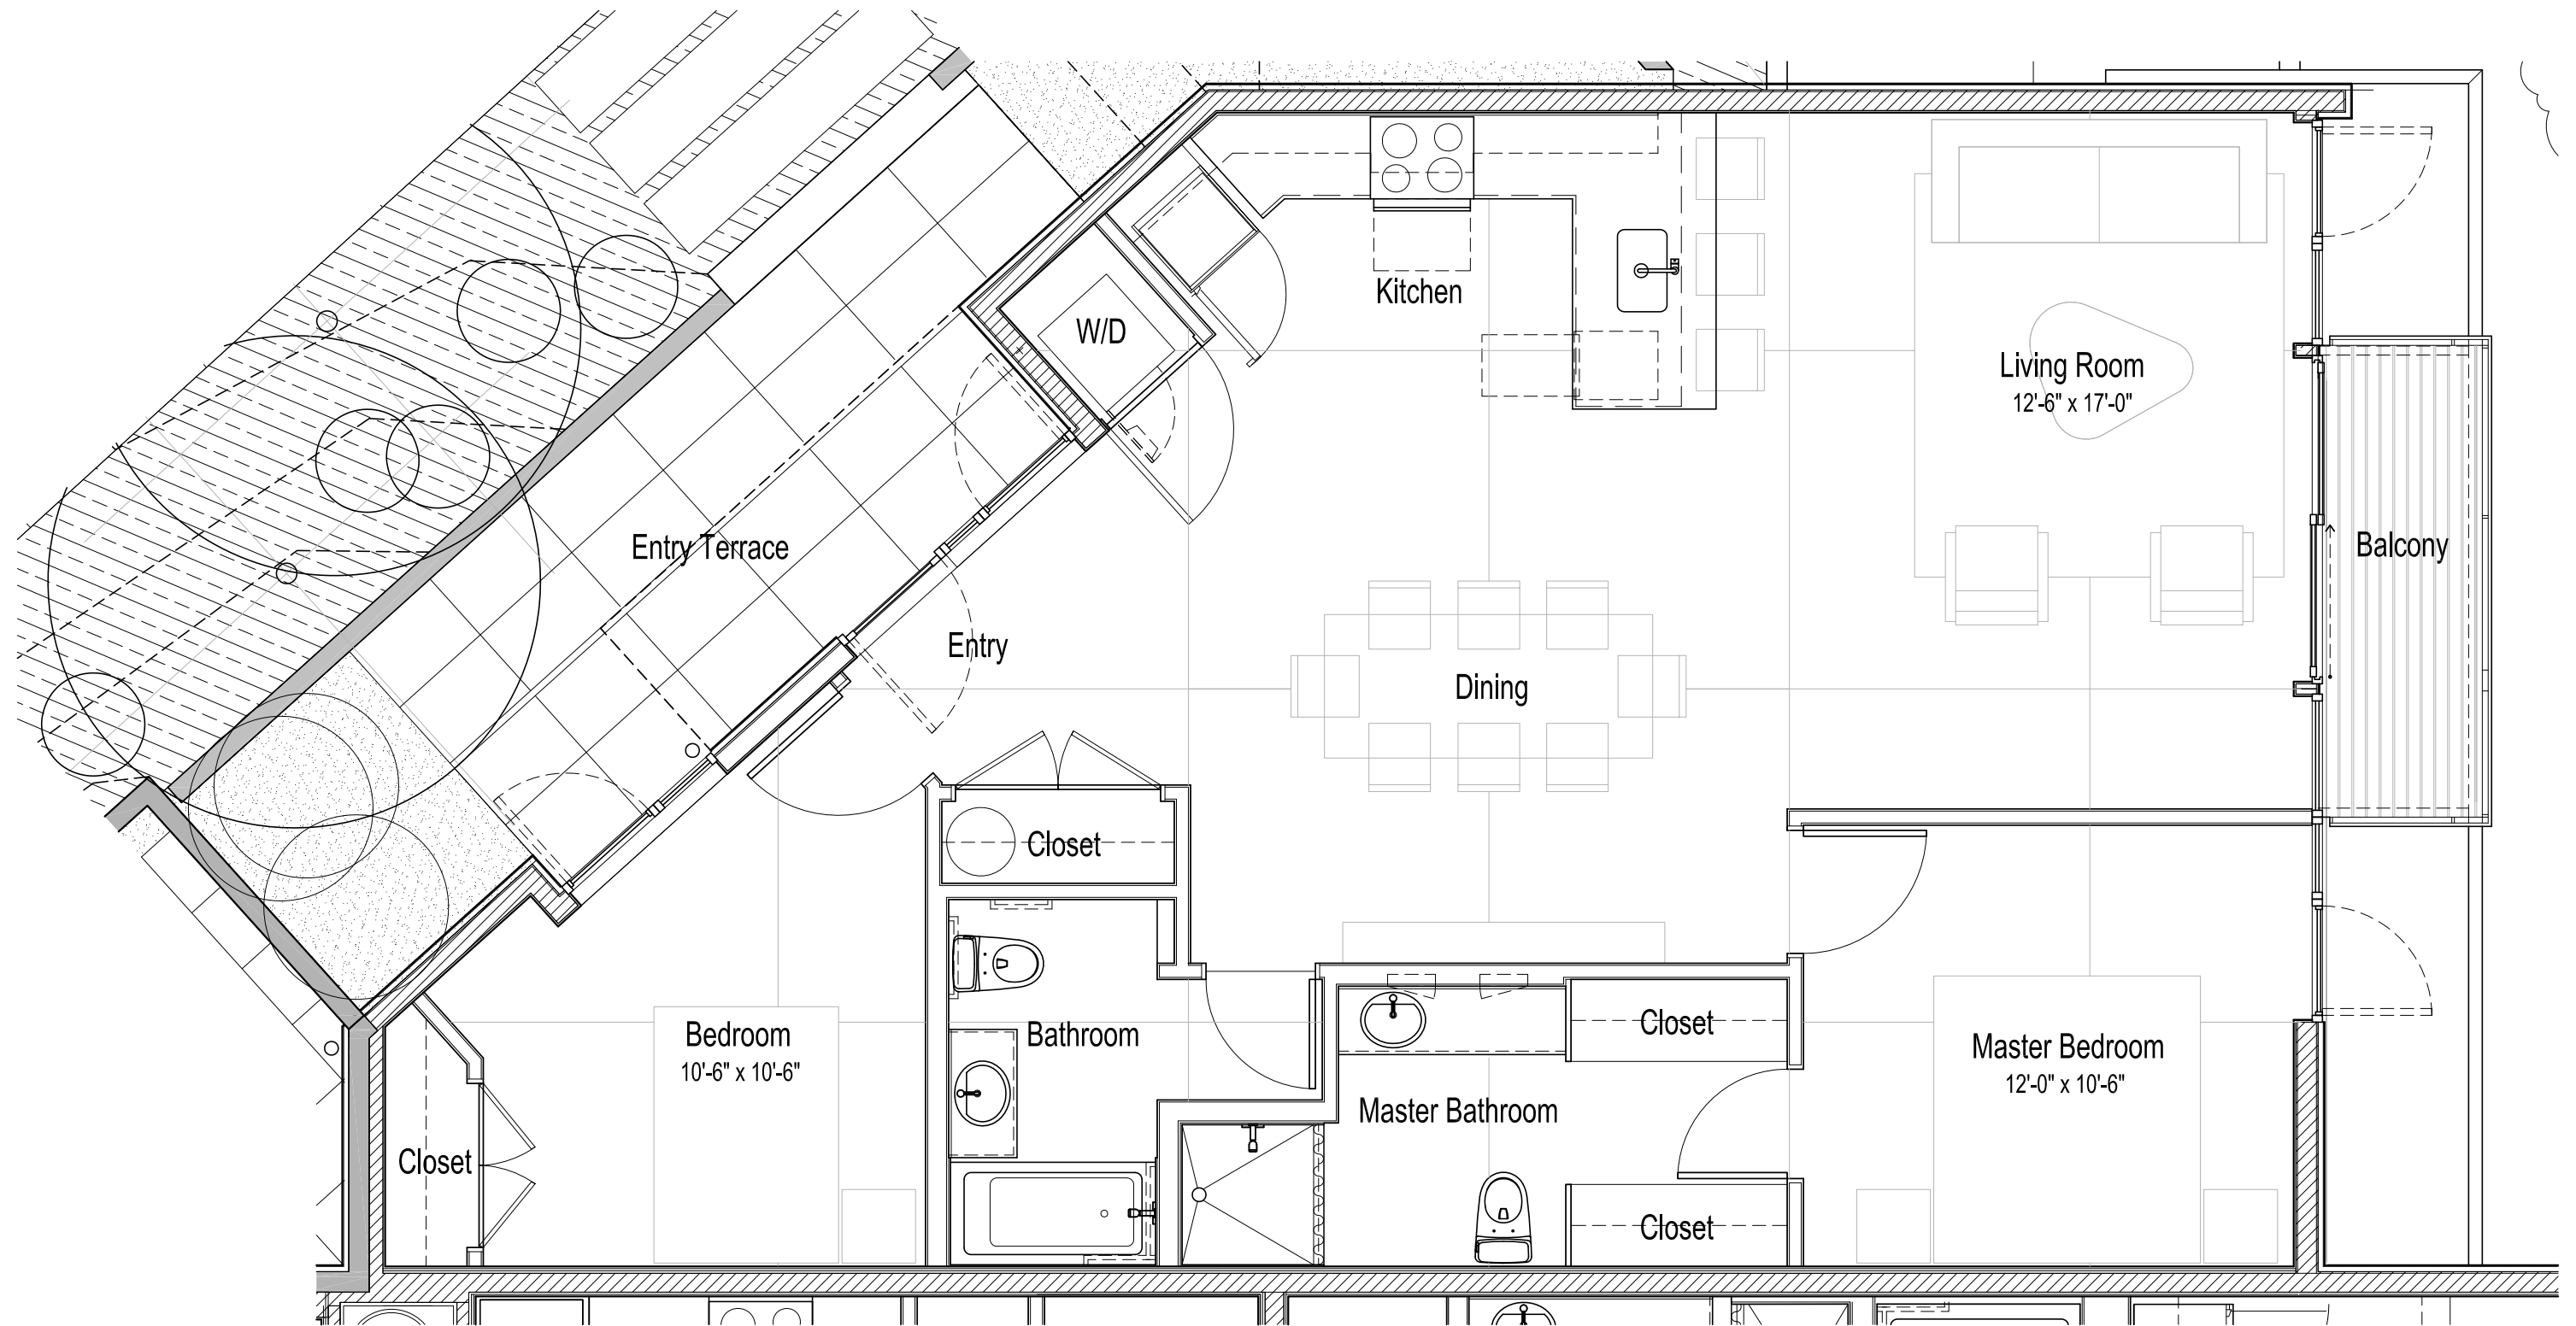 Kitchen
W/D
Living Room
12'-6" x 17'-0"
Entry Terrace
Balcony
Entry
Dining
Closet
Bedroom
10'-6" x 10'-6"
Bathroom
Closet
Master Bedroom
12'-0" x 10'-6"
Master Bathroom
Closet
Closet